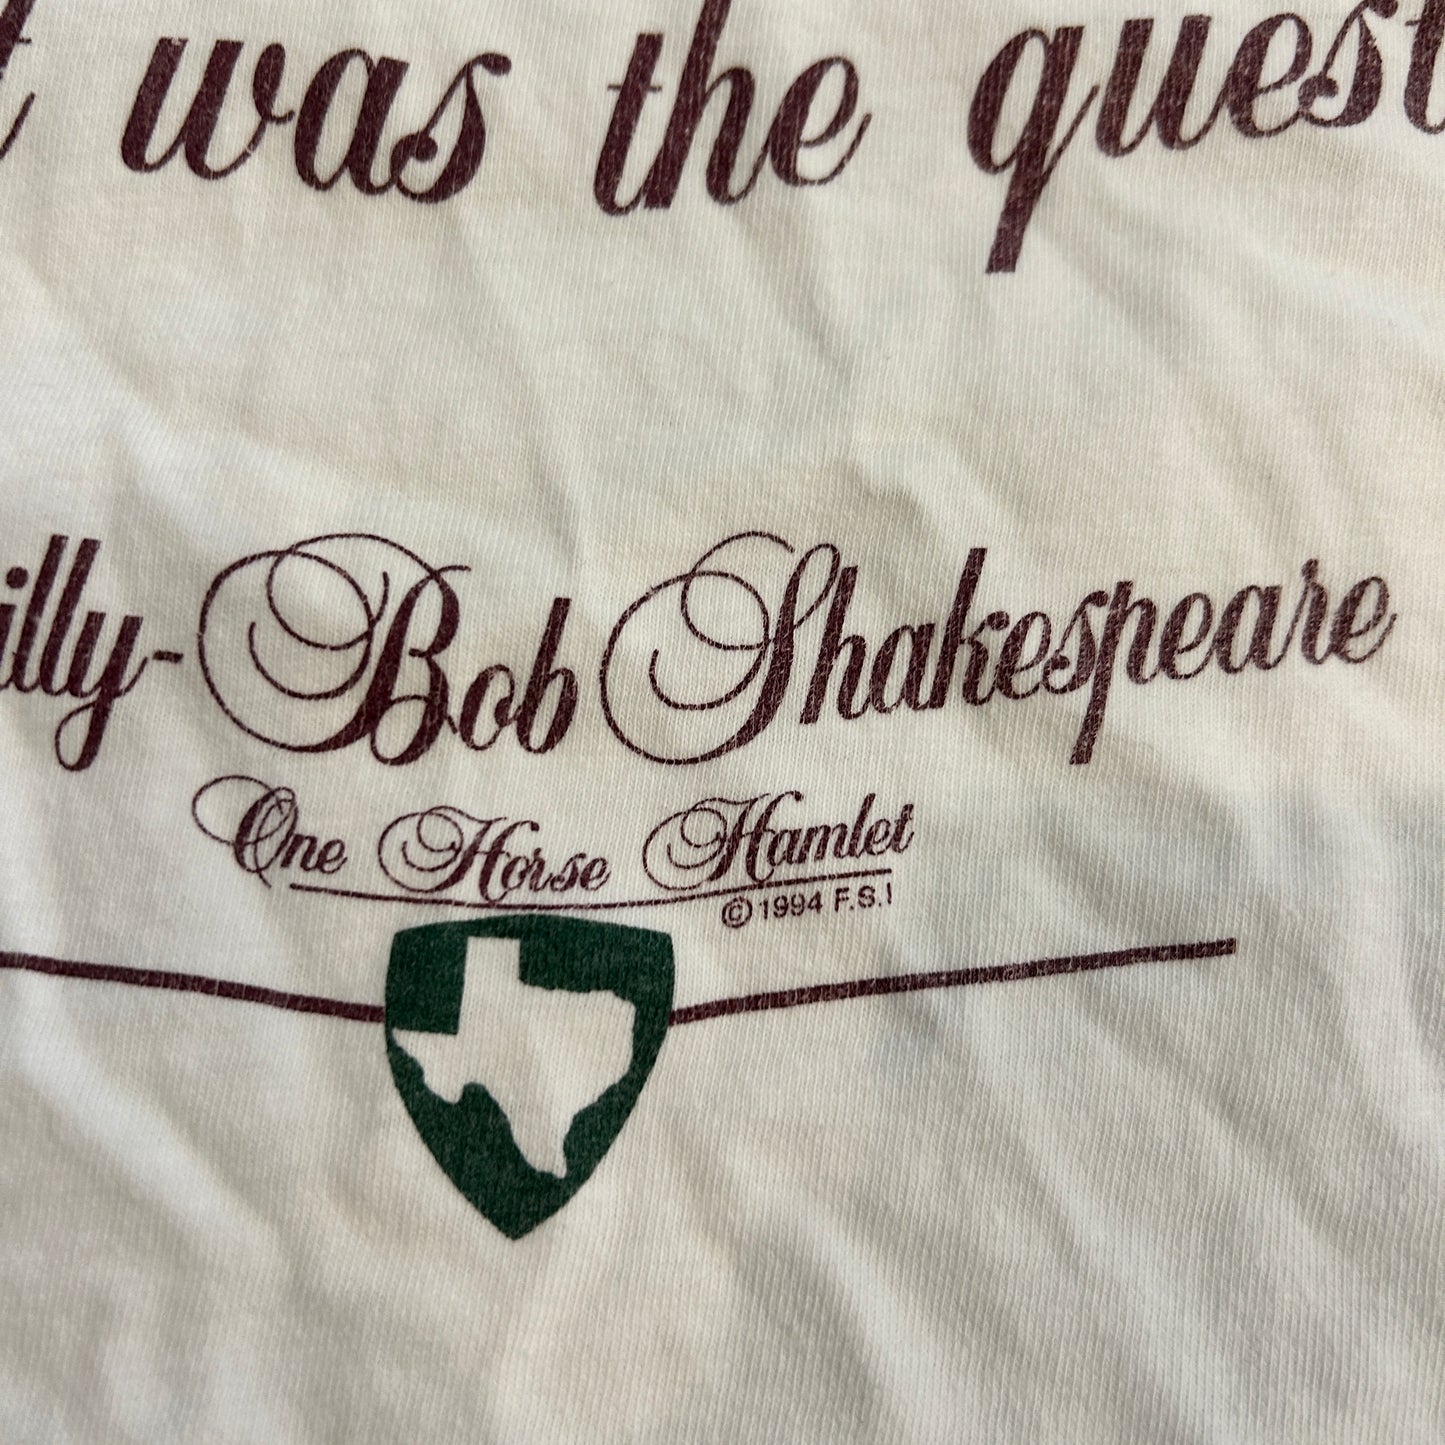 was the quest
illy-Bob Shakespeare
One Horse Hamlet
© 1994 F.S.I